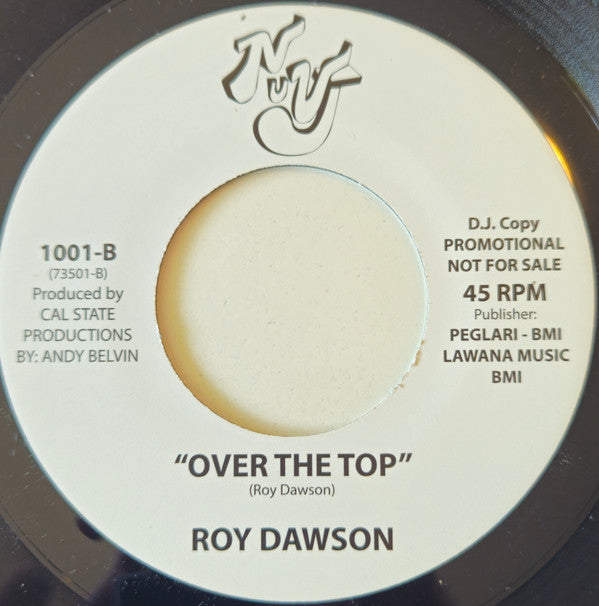 NUV
1001-B
(73501-B)
Produced by
CAL STATE
PRODUCTIONS
BY: ANDY BELVIN
D.J. Copy
PROMOTIONAL
NOT FOR SALE
45 RPM
Publisher:
PEGLARI - BMI
LAWANA MUSIC
BMI
"OVER THE TOP"
(Roy Dawson)
ROY DAWSON